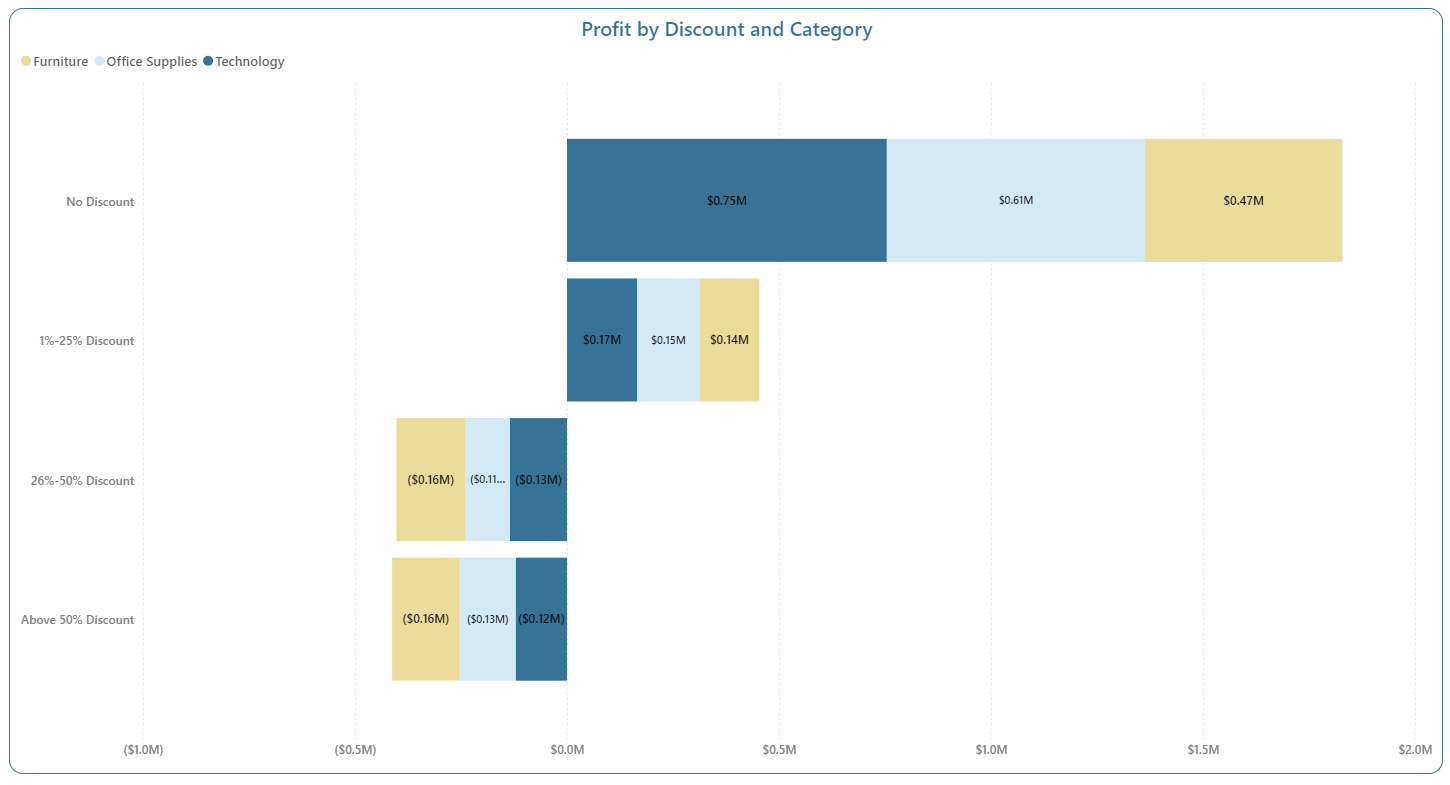 Profit by Discount and Category
Furniture Office Supplies Technology
No Discount $0.75M $0.61M $0.47M
1%-25% Discount $0.17M $0.15M $0.14M
26%-50% Discount ($0.16M) ($0.11... ($0.13M)
Above 50% Discount ($0.16M) ($0.13M) ($0.12M)
($1.0M) ($0.5M) $0.0M $0.5M $1.0M $1.5M $2.0M